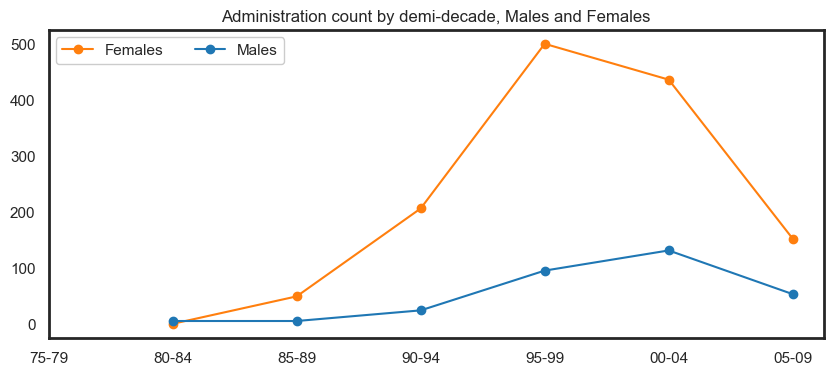 Administration count by demi-decade, Males and Females
Females Males
500
400
300
200
100
0
75-79 80-84 85-89 90-94 95-99 00-04 05-09